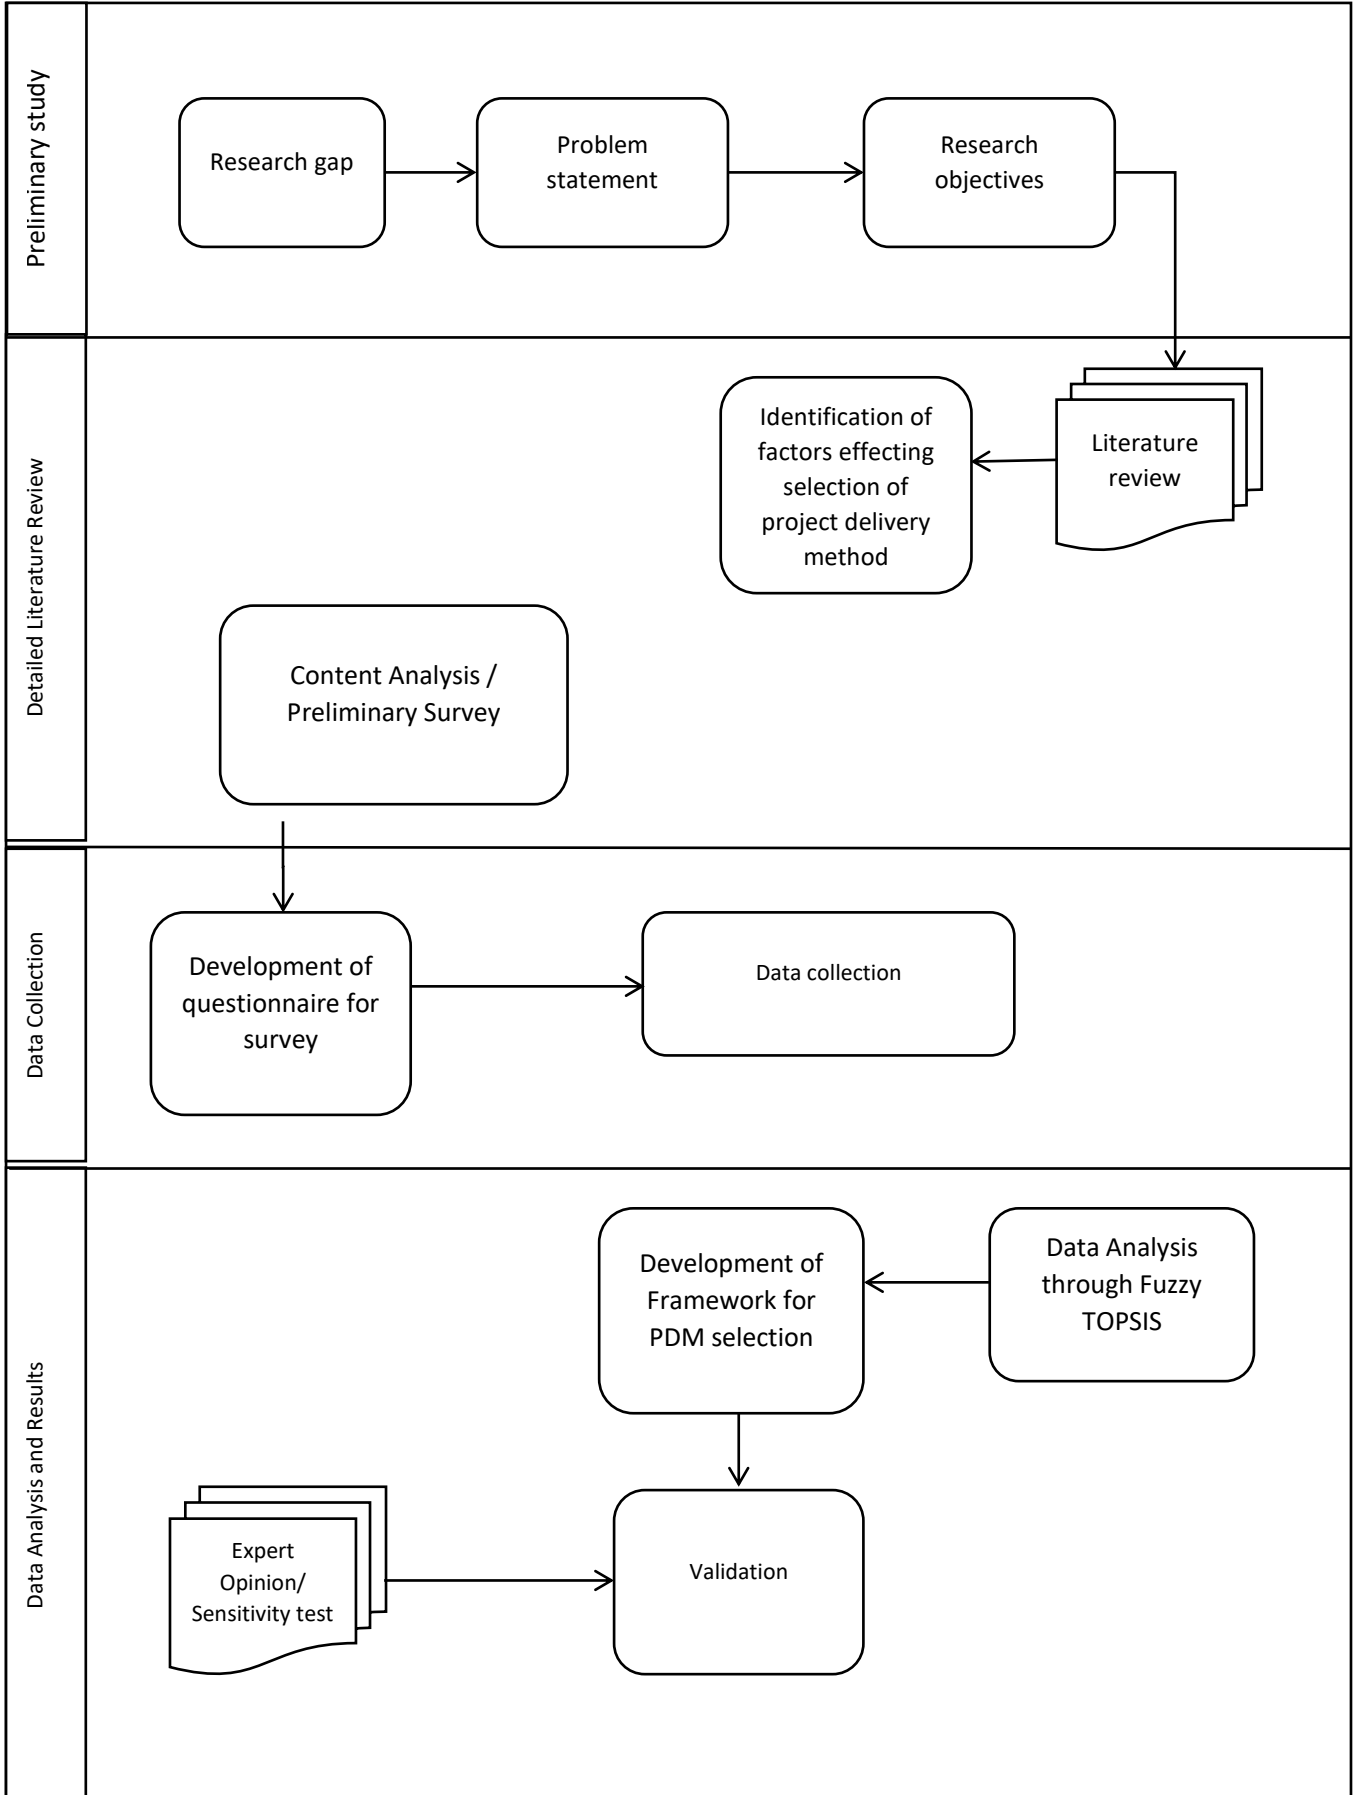 Preliminary study
Research gap
Problem
statement
Research
objectives
Detailed Literature Review
Literature
review
Identification of
factors effecting
selection of
project delivery
method
Content Analysis /
Preliminary Survey
Data Collection
Development of
questionnaire for
survey
Data collection
Data Analysis and Results
Data Analysis
through Fuzzy
TOPSIS
Development of
Framework for
PDM selection
Expert
Opinion/
Sensitivity test
Validation